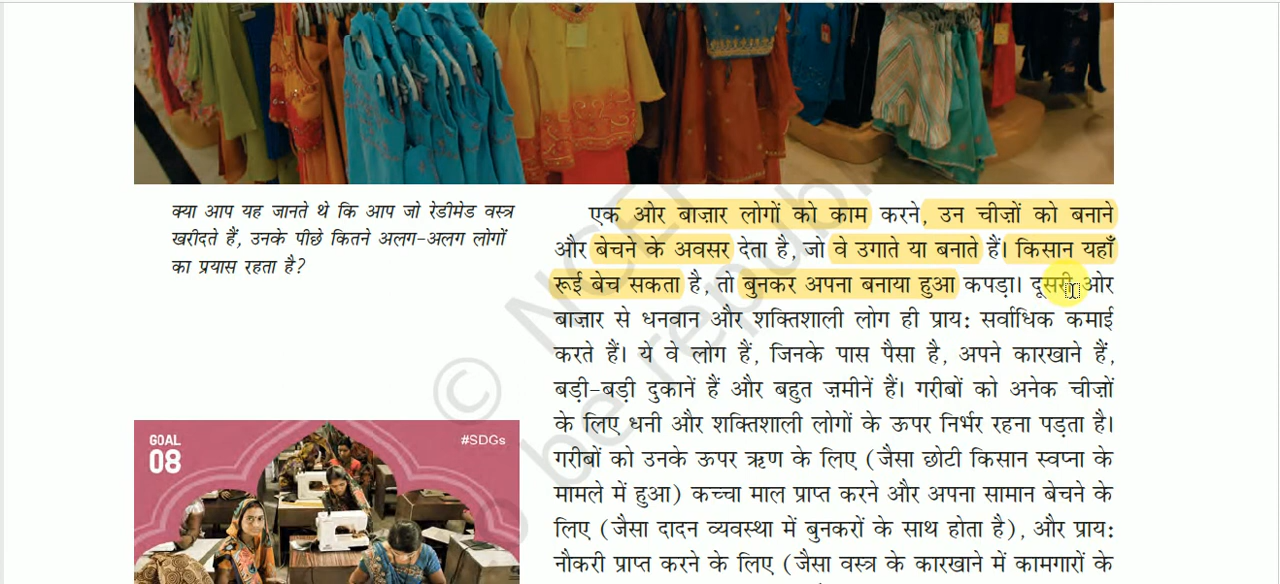 क्या आप यह जानते थे कि आप जो रेडीमेड वस्त्र
खरीदते हैं, उनके पीछे कितने अलग-अलग लोगों
का प्रयास रहता है?
एक ओर बाज़ार लोगों को काम करने, उन चीज़ों को बनाने
और बेचने के अवसर देता है, जो वे उगाते या बनाते हैं। किसान यहाँ
रूई बेच सकता है, तो बुनकर अपना बनाया हुआ कपड़ा। दूसरी ओर
बाज़ार से धनवान और शक्तिशाली लोग ही प्राय: सर्वाधिक कमाई
करते हैं। ये वे लोग हैं, जिनके पास पैसा है, अपने कारखाने हैं,
बड़ी-बड़ी दुकानें हैं और बहुत ज़मीनें हैं। गरीबों को अनेक चीज़ों
के लिए धनी और शक्तिशाली लोगों के ऊपर निर्भर रहना पड़ता है।
गरीबों को उनके ऊपर ऋण के लिए (जैसा छोटी किसान स्वप्ना के
मामले में हुआ) कच्चा माल प्राप्त करने और अपना सामान बेचने के
लिए (जैसा दादन व्यवस्था में बुनकरों के साथ होता है), और प्राय:
नौकरी प्राप्त करने के लिए (जैसा वस्त्र के कारखाने में कामगारों के
GOAL
08
#SDGs
© NCE
be republ